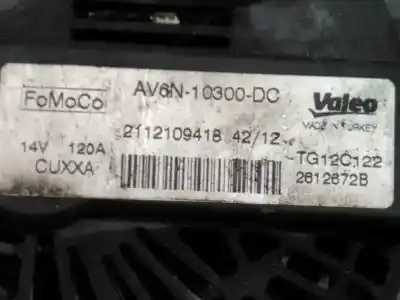 FoMoCo
AV6N-10300-DC
Valeo
MADE IN TURKEY
2112109418 42/12
14V 120A
CUXXA
TG12C122
2612672B